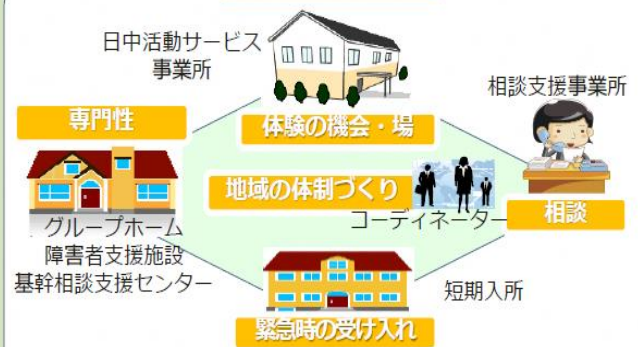 日中活動サービス
事業所
相談支援事業所
専門性
体験の機会・場
地域の体制づくり
コーディネーター
相談
グループホーム
障害者支援施設
基幹相談支援センター
短期入所
緊急時の受け入れ